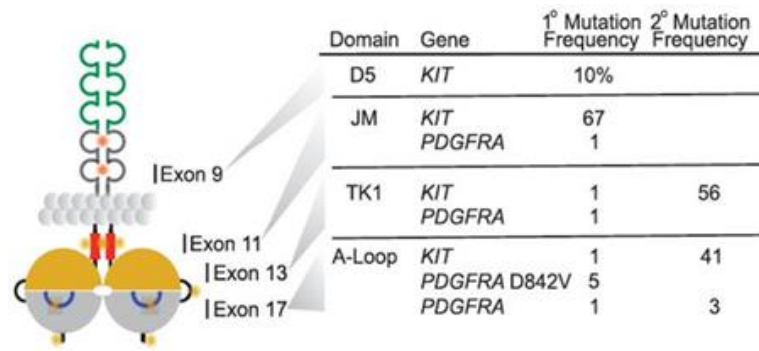 1° Mutation 2° Mutation
Domain Gene Frequency Frequency
D5 KIT 10%
JM KIT 67
PDGFRA 1
Exon 9
TK1 KIT 1 56
PDGFRA 1
Exon 11
A-Loop KIT 1 41
Exon 13
PDGFRA D842V 5
Exon 17
PDGFRA 1 3